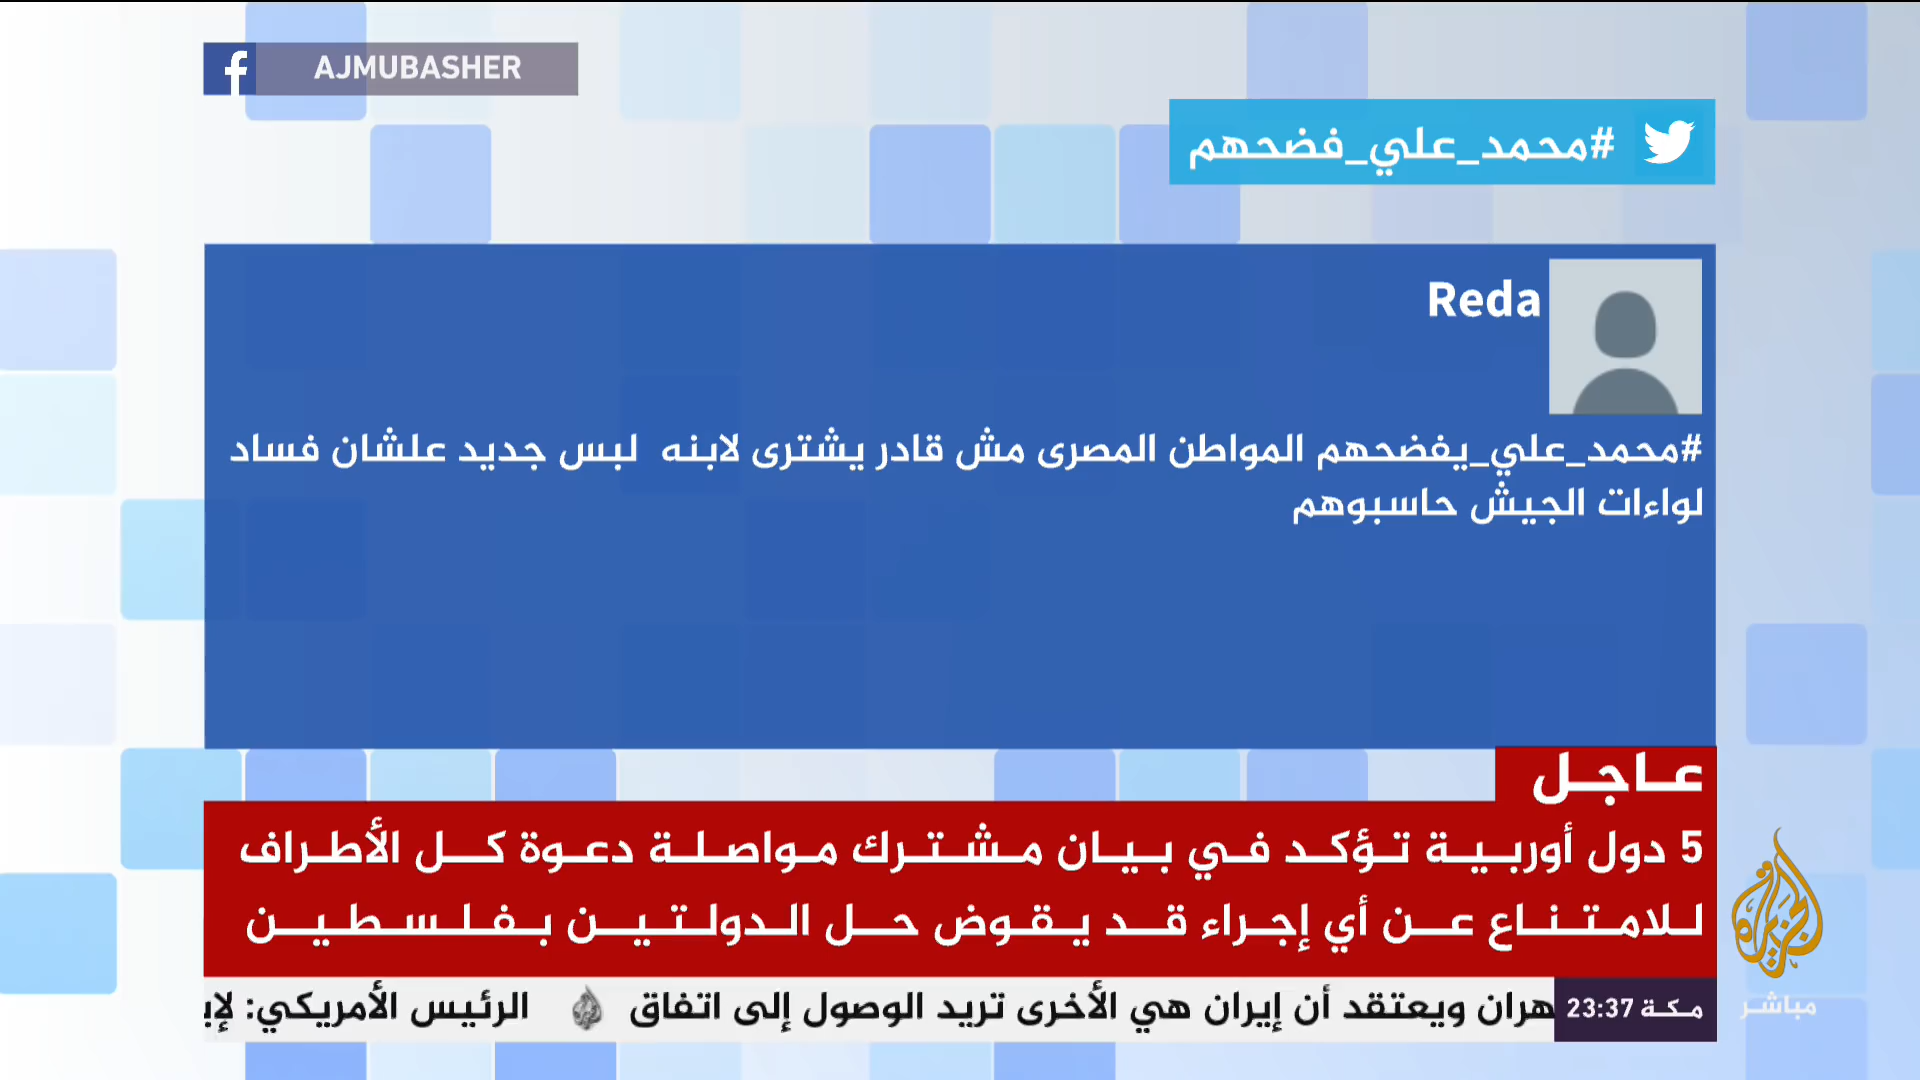 AJMUBASHER
#محمد_علي_فضحهم
Reda
#محمد_علي_يفضحهم المواطن المصرى مش قادر يشترى لابنه لبس جديد علشان فساد
لواءات الجيش حاسبوهم
عاجل
5 دول أوربية تؤكد في بيان مشترك مواصلة دعوة كل الأطراف
للامتناع عن أي إجراء قد يقوض حل الدولتين بفلسطين
مكة 23:37
هران ويعتقد أن إيران هي الأخرى تريد الوصول إلى اتفاق
الرئيس الأمريكي: لإي
الجزيرة
مباشر